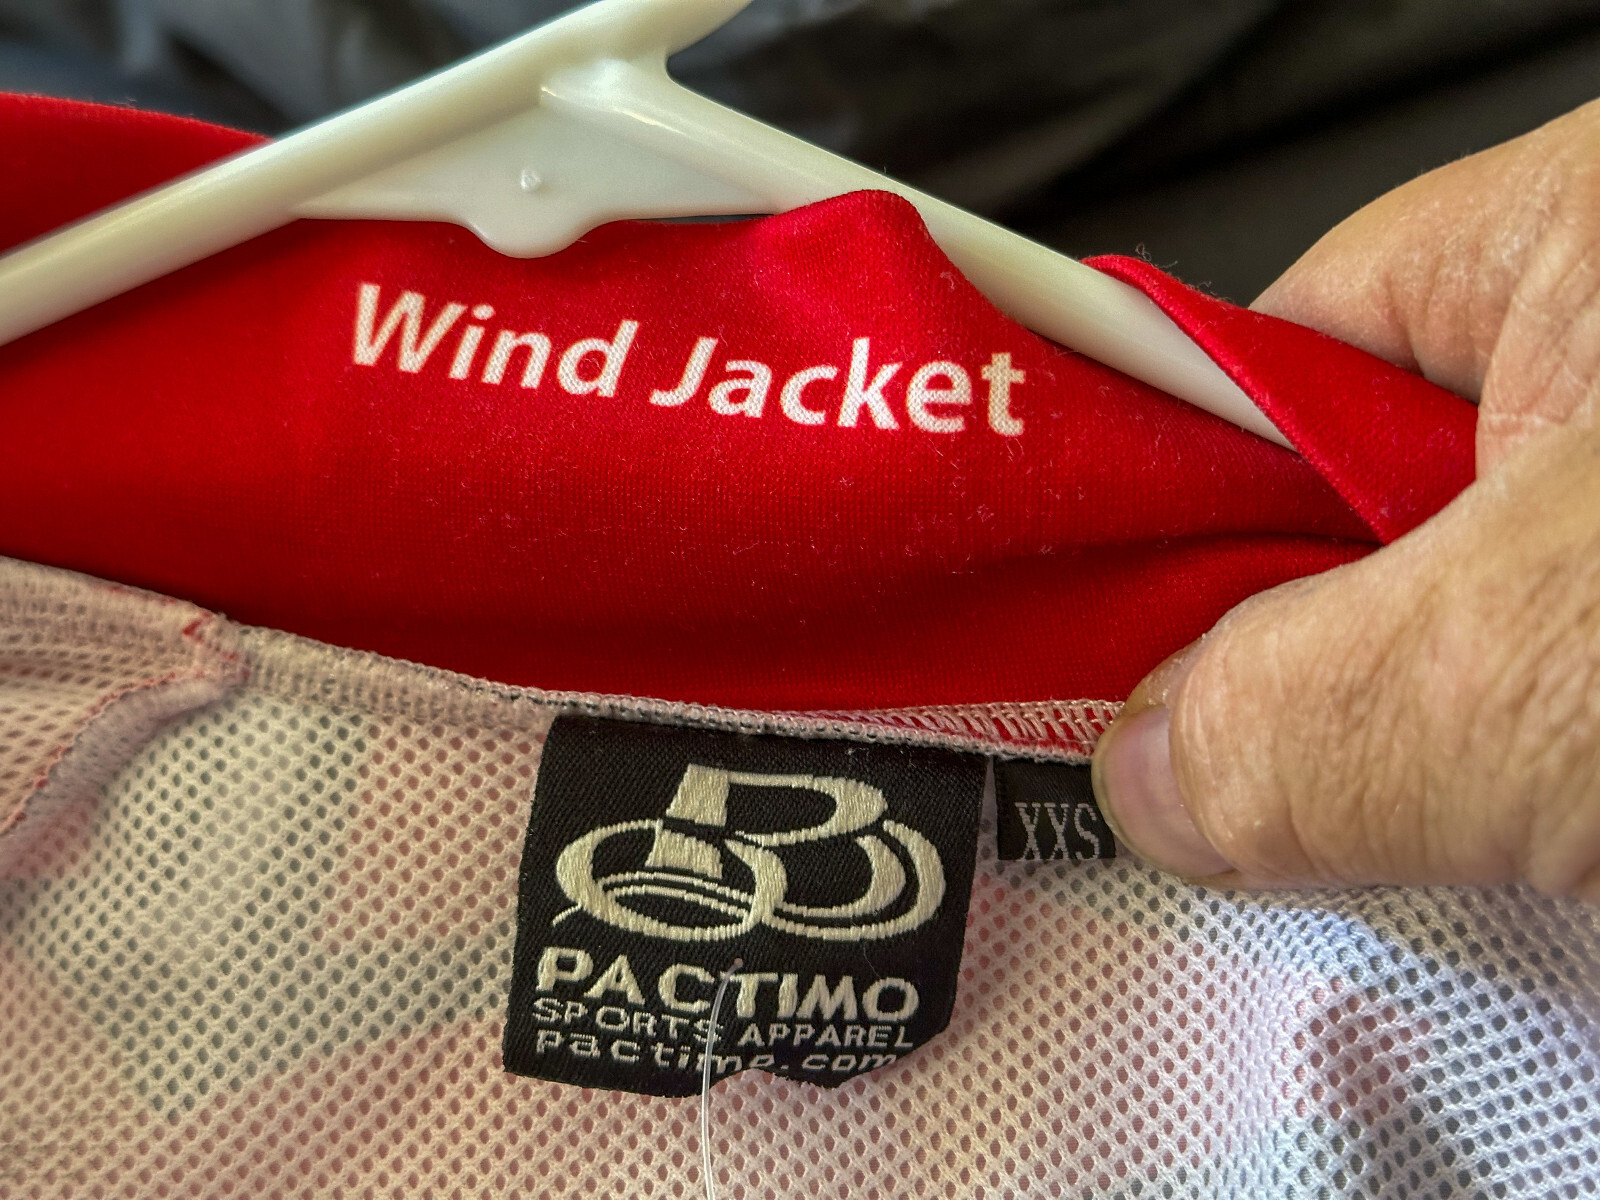 Wind Jacket
XXS
PACTIMO
SPORTS APPAREL
pactimo.com